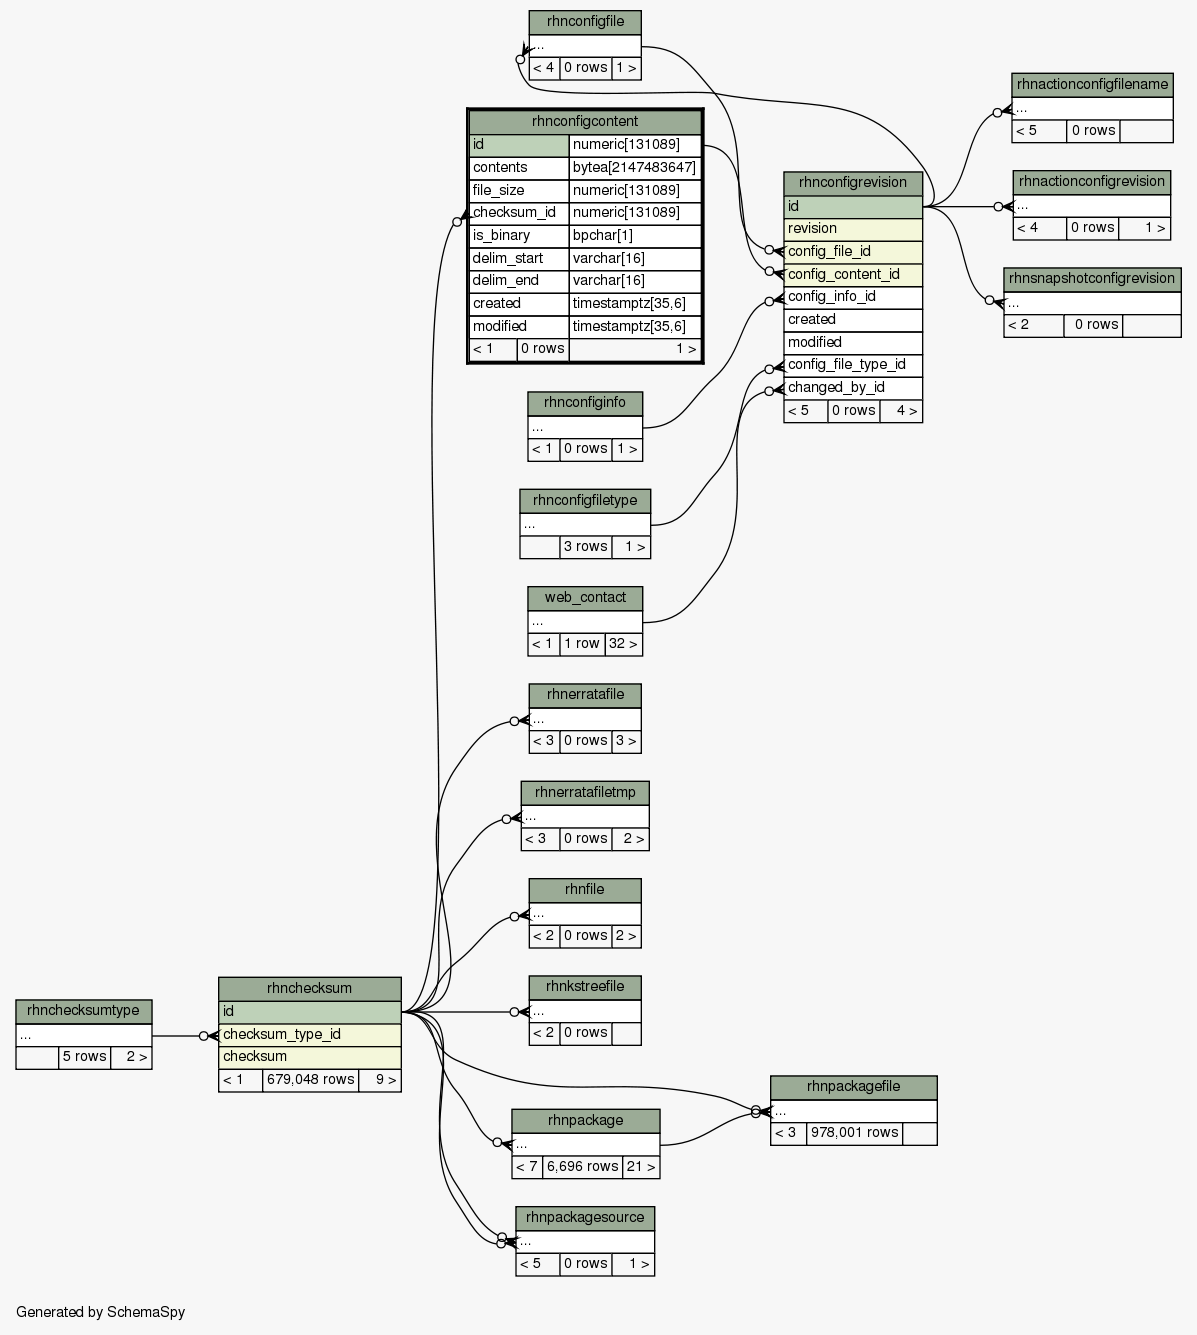 rhnconfigfile
...
< 4 0 rows 1 >
rhnconfigcontent
id numeric[131089]
contents bytea[2147483647]
file_size numeric[131089]
checksum_id numeric[131089]
is_binary bpchar[1]
delim_start varchar[16]
delim_end varchar[16]
created timestamptz[35,6]
modified timestamptz[35,6]
< 1 0 rows 1 >
rhnconfigrevision
id
revision
config_file_id
config_content_id
config_info_id
created
modified
config_file_type_id
changed_by_id
< 5 0 rows 4 >
rhnactionconfigfilename
...
< 5 0 rows
rhnactionconfigrevision
...
< 4 0 rows 1 >
rhnsnapshotconfigrevision
...
< 2 0 rows
rhnconfiginfo
...
< 1 0 rows 1 >
rhnconfigfiletype
...
3 rows 1 >
web_contact
...
< 1 1 row 32 >
rhnerratafile
...
< 3 0 rows 3 >
rhnerratafiletmp
...
< 3 0 rows 2 >
rhnfile
...
< 2 0 rows 2 >
rhnkstreefile
...
< 2 0 rows
rhnchecksumtype
...
5 rows 2 >
rhnchecksum
id
checksum_type_id
checksum
< 1 679,048 rows 9 >
rhnpackagefile
...
< 3 978,001 rows
rhnpackage
...
< 7 6,696 rows 21 >
rhnpackagesource
...
< 5 0 rows 1 >
Generated by SchemaSpy